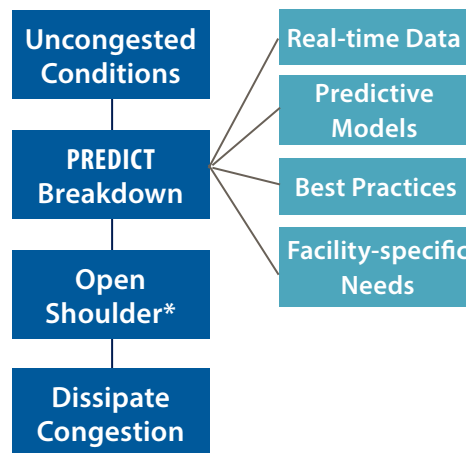 Uncongested
Conditions
PREDICT
Breakdown
Open
Shoulder*
Dissipate
Congestion
Real-time Data
Predictive
Models
Best Practices
Facility-specific
Needs